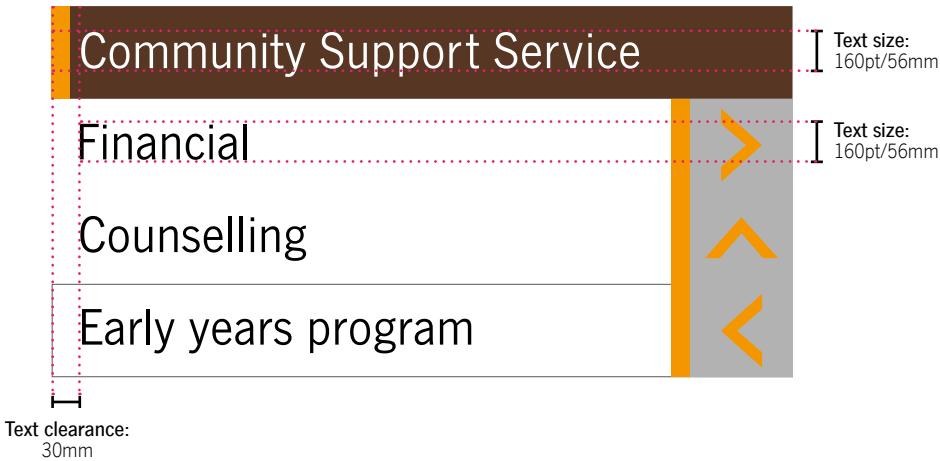 Community Support Service
Text size:
160pt/56mm
Financial
Text size:
160pt/56mm
Counselling
Early years program
Text clearance:
30mm